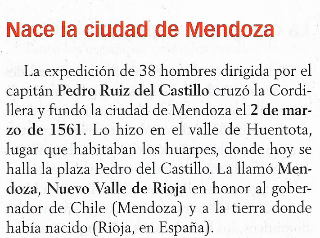 Nace la ciudad de Mendoza
La expedición de 38 hombres dirigida por el
capitán Pedro Ruiz del Castillo cruzó la Cordi-
llera y fundó la ciudad de Mendoza el 2 de mar-
zo de 1561. Lo hizo en el valle de Huentota,
lugar que habitaban los huarpes, donde hoy se
halla la plaza Pedro del Castillo. La llamó Men-
doza, Nuevo Valle de Rioja en honor al gober-
nador de Chile (Mendoza) y a la tierra donde
había nacido (Rioja, en España).